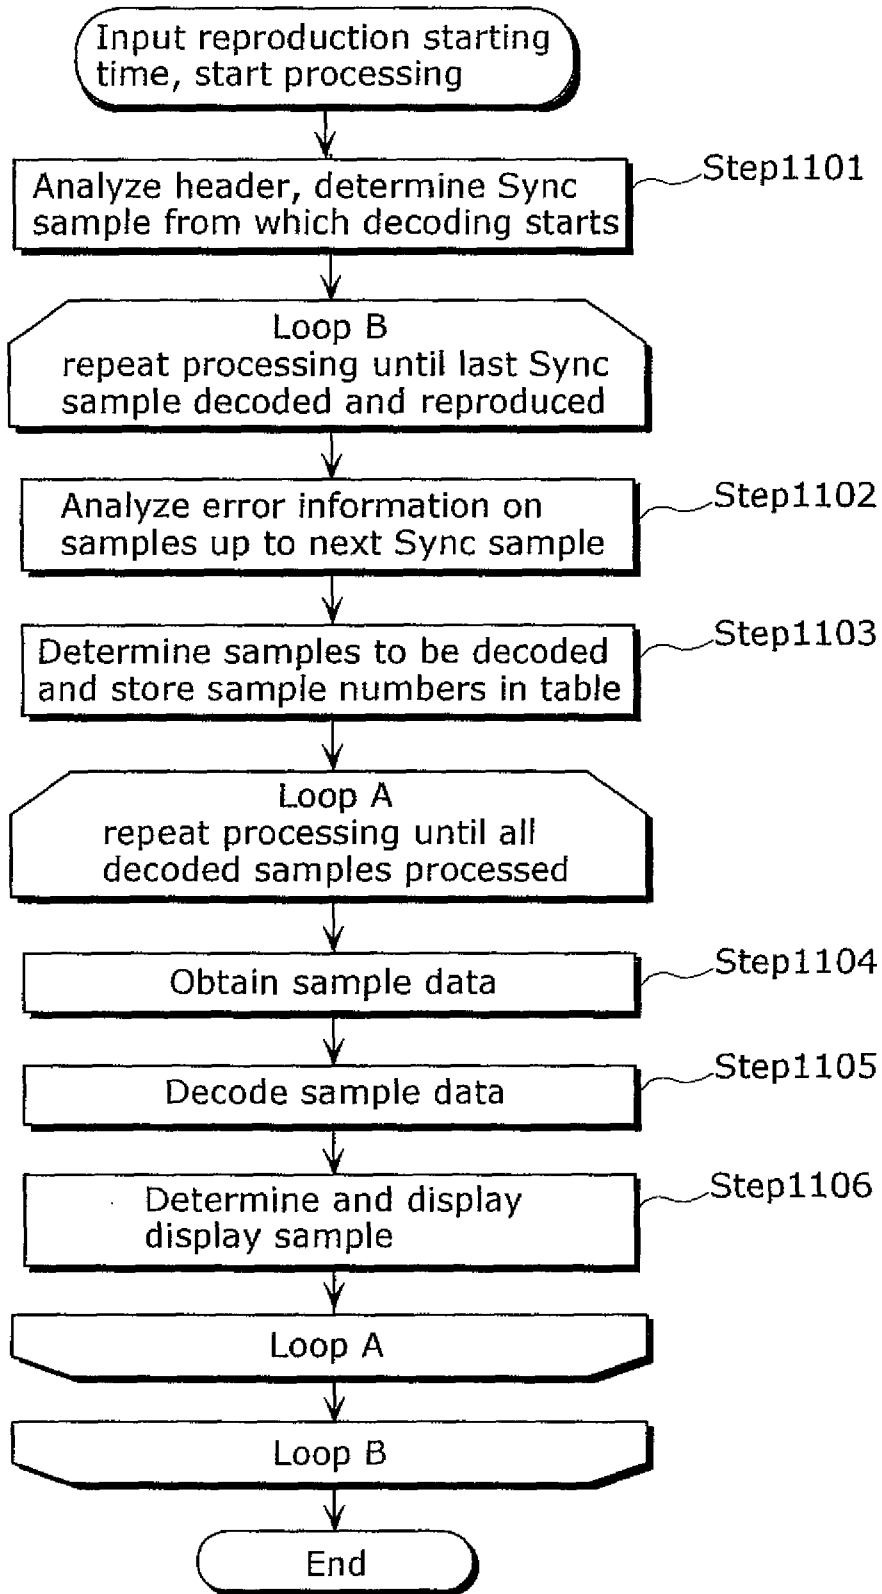 Input reproduction starting
time, start processing
Step1101
Analyze header, determine Sync
sample from which decoding starts
Loop B
repeat processing until last Sync
sample decoded and reproduced
Step1102
Analyze error information on
samples up to next Sync sample
Step1103
Determine samples to be decoded
and store sample numbers in table
Loop A
repeat processing until all
decoded samples processed
Step1104
Obtain sample data
Step1105
Decode sample data
Step1106
Determine and display
display sample
Loop A
Loop B
End